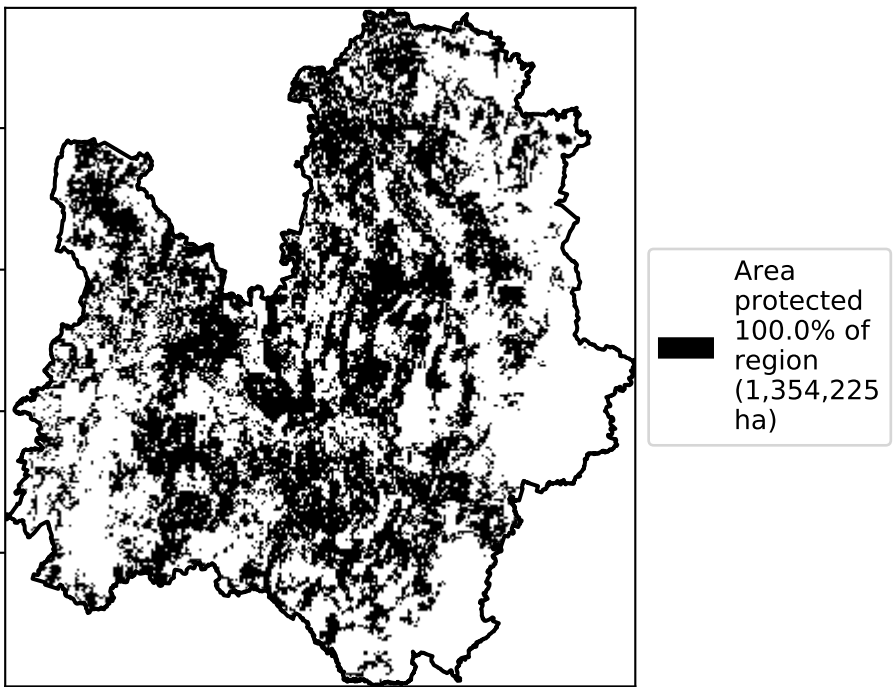 Area
protected
100.0% of
region
(1,354,225
ha)